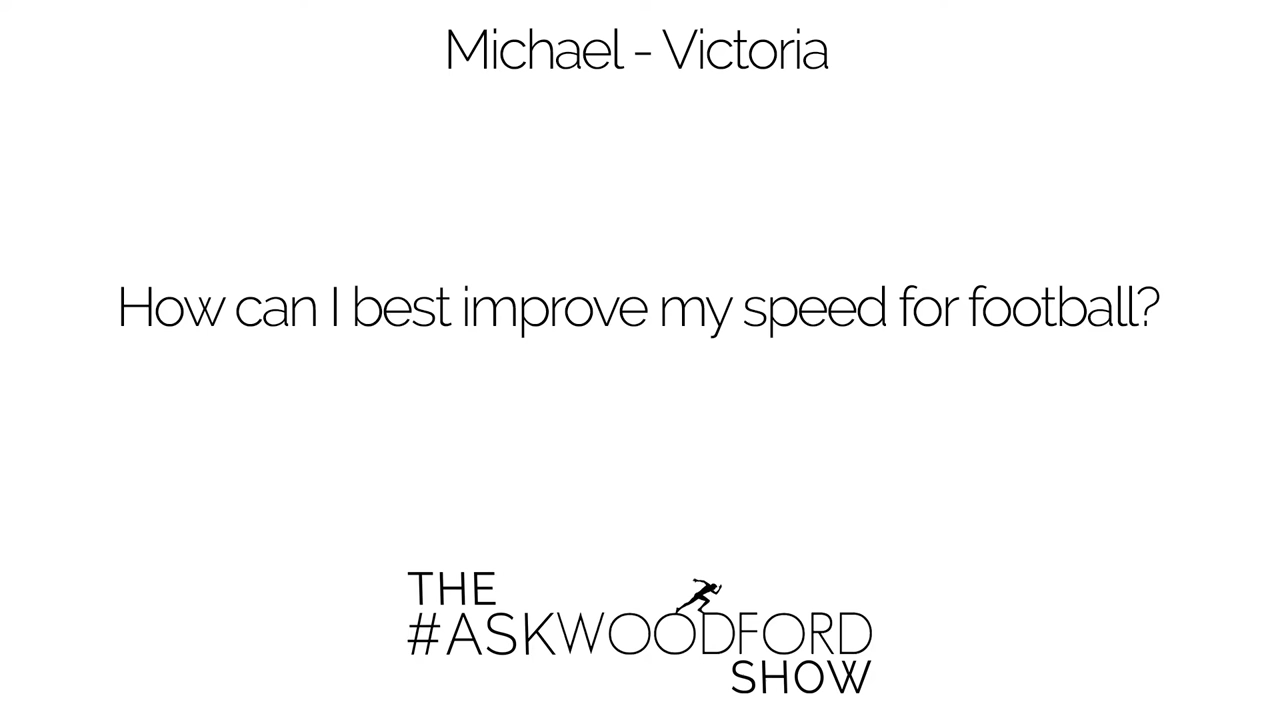 Michael - Victoria
How can I best improve my speed for football?
THE
#ASKWOODFORD
SHOW